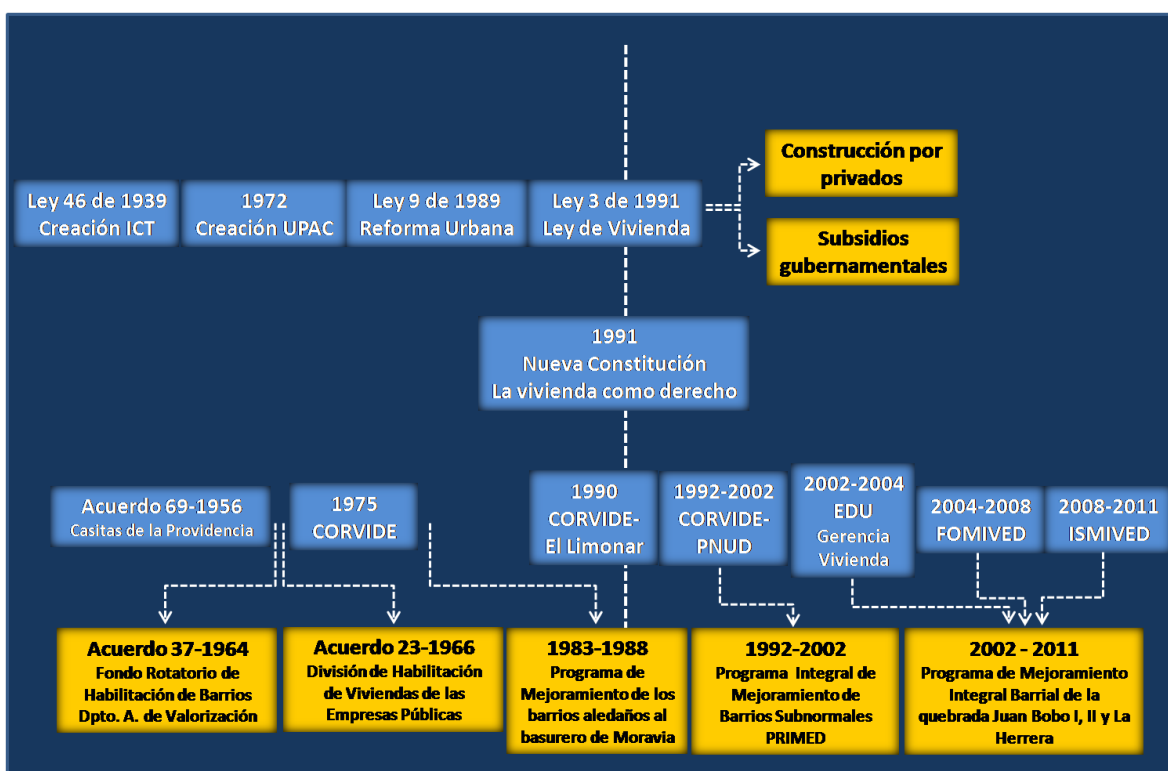 Construcción por
privados
Ley 46 de 1939
Creación ICT
1972
Creación UPAC
Ley 9 de 1989
Reforma Urbana
Ley 3 de 1991
Ley de Vivienda
Subsidios
gubernamentales
1991
Nueva Constitución
La vivienda como derecho
Acuerdo 69-1956
Casitas de la Providencia
1975
CORVIDE
1990
CORVIDE-
El Limonar
1992-2002
CORVIDE-
PNUD
2002-2004
EDU
Gerencia
Vivienda
2004-2008
FOMIVED
2008-2011
ISMIVED
Acuerdo 37-1964
Fondo Rotatorio de
Habilitación de Barrios
Dpto. A. de Valorización
Acuerdo 23-1966
División de Habilitación
de Viviendas de las
Empresas Públicas
1983-1988
Programa de
Mejoramiento de los
barrios aledaños al
basurero de Moravia
1992-2002
Programa Integral de
Mejoramiento de
Barrios Subnormales
PRIMED
2002 - 2011
Programa de Mejoramiento
Integral Barrial de la
quebrada Juan Bobo I, II y La
Herrera